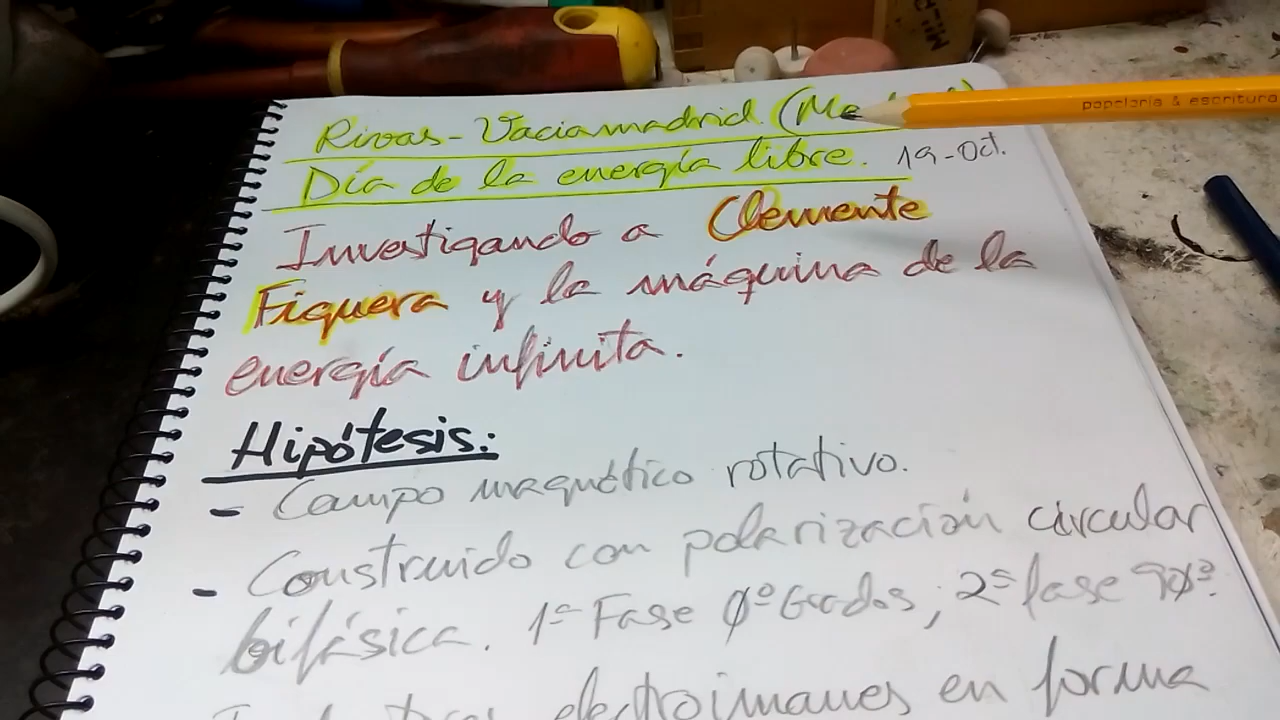 Rivas-Vaciamadrid (Ma
Día de la energía libre. 19-Oct.
Investigando a Clemente
Figuera y la máquina de la
energía infinita.
Hipótesis:
- Campo magnético rotativo.
- Construido con polarización circular
bifásica. 1ª Fase 0º Grados; 2ª fase 90º.
electroimanes en forma
papelería & escritura